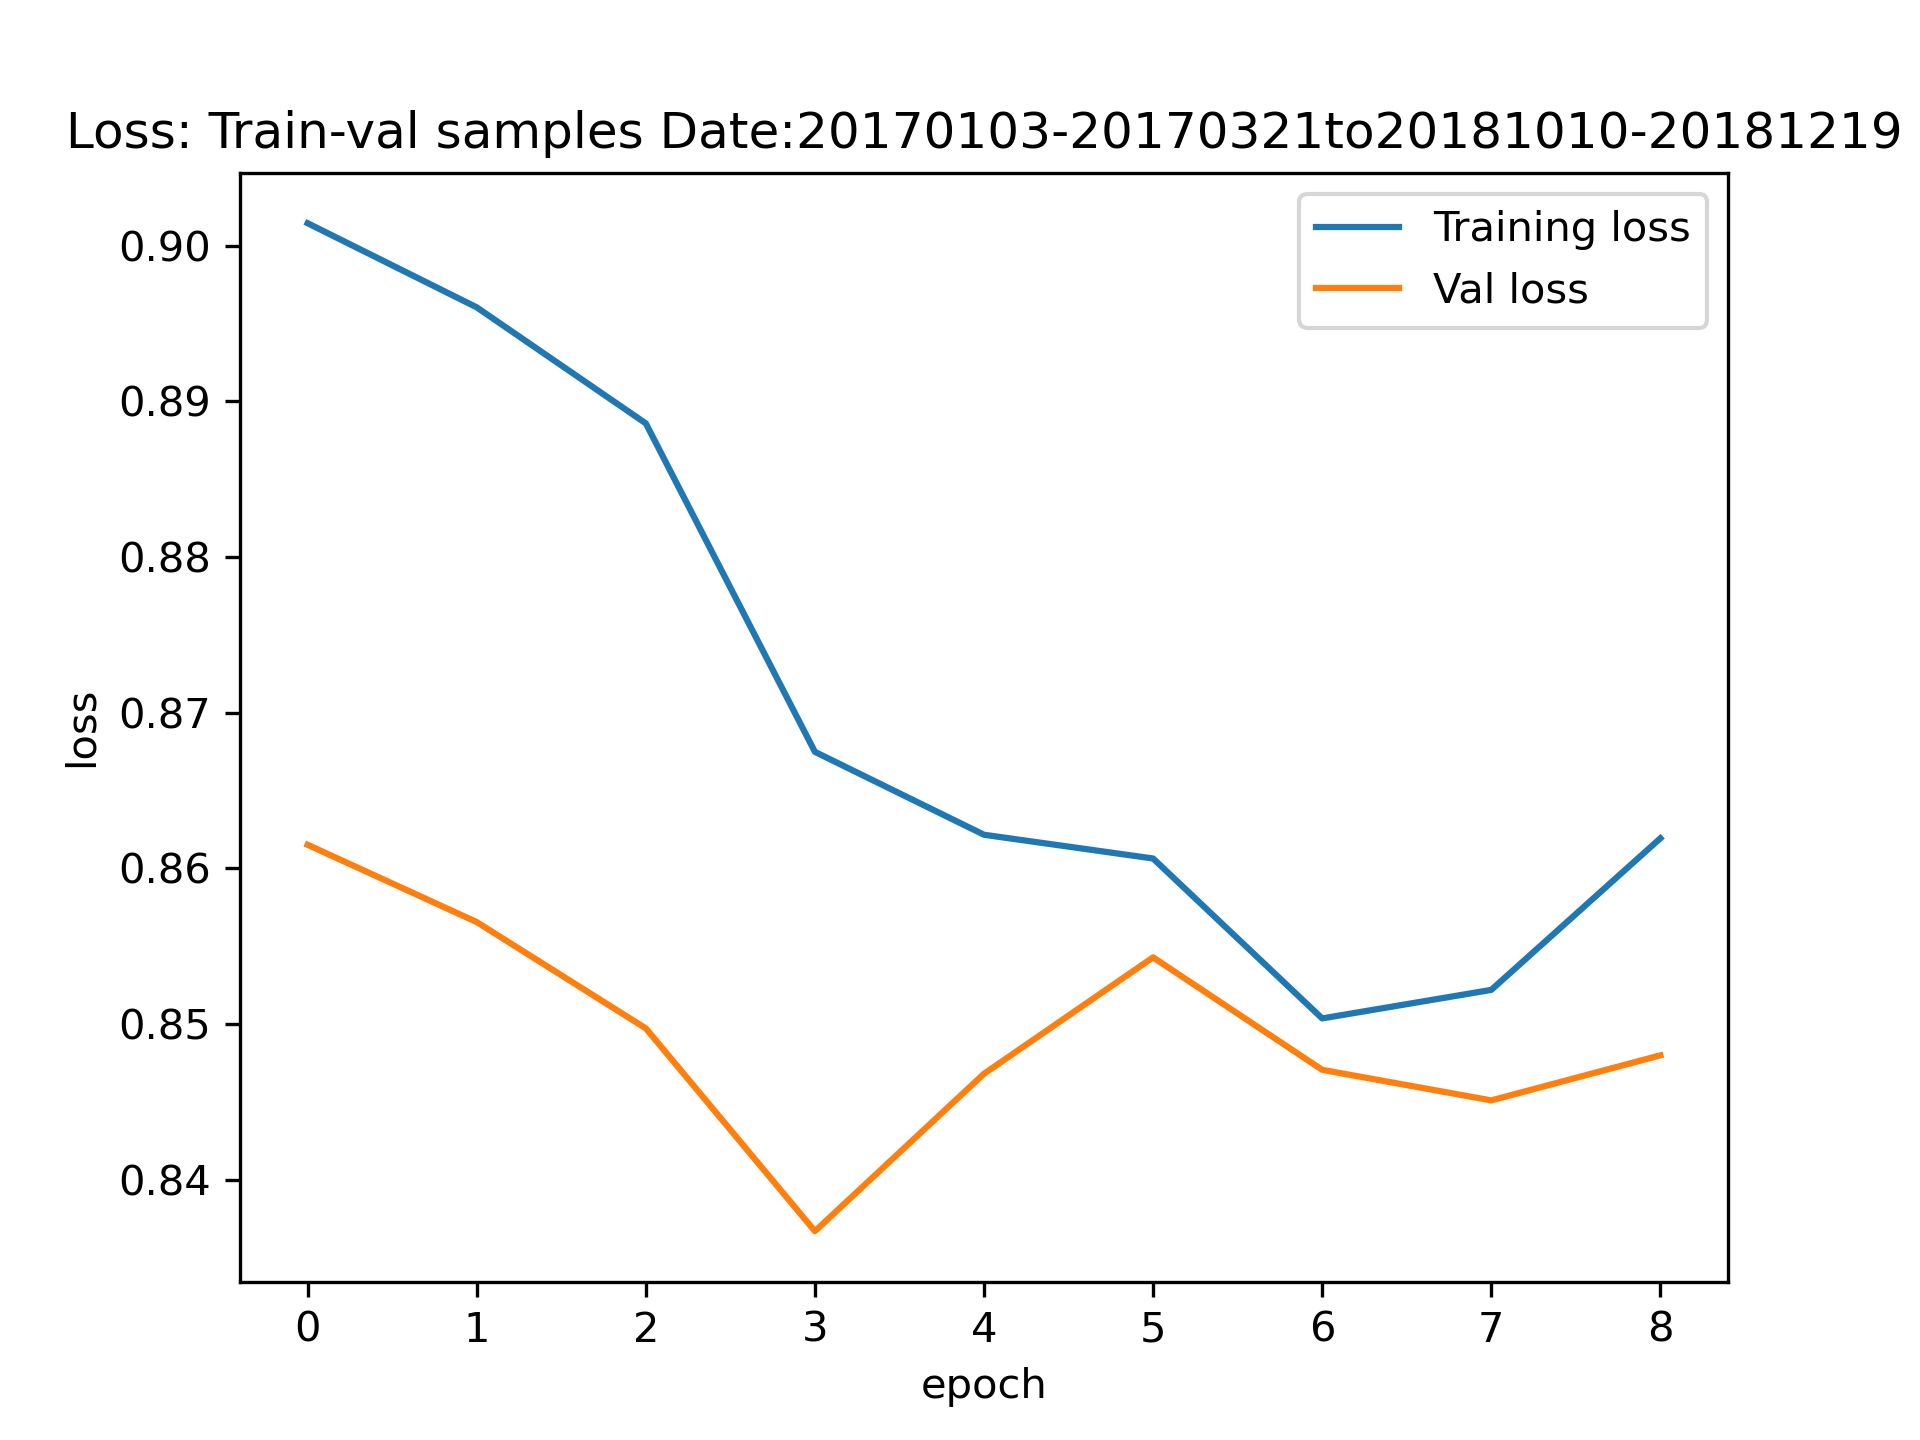 Loss: Train-val samples Date:20170103-20170321to20181010-20181219
Training loss
Val loss
0.90
0.89
0.88
0.87
0.86
0.85
0.84
loss
0 1 2 3 4 5 6 7 8
epoch